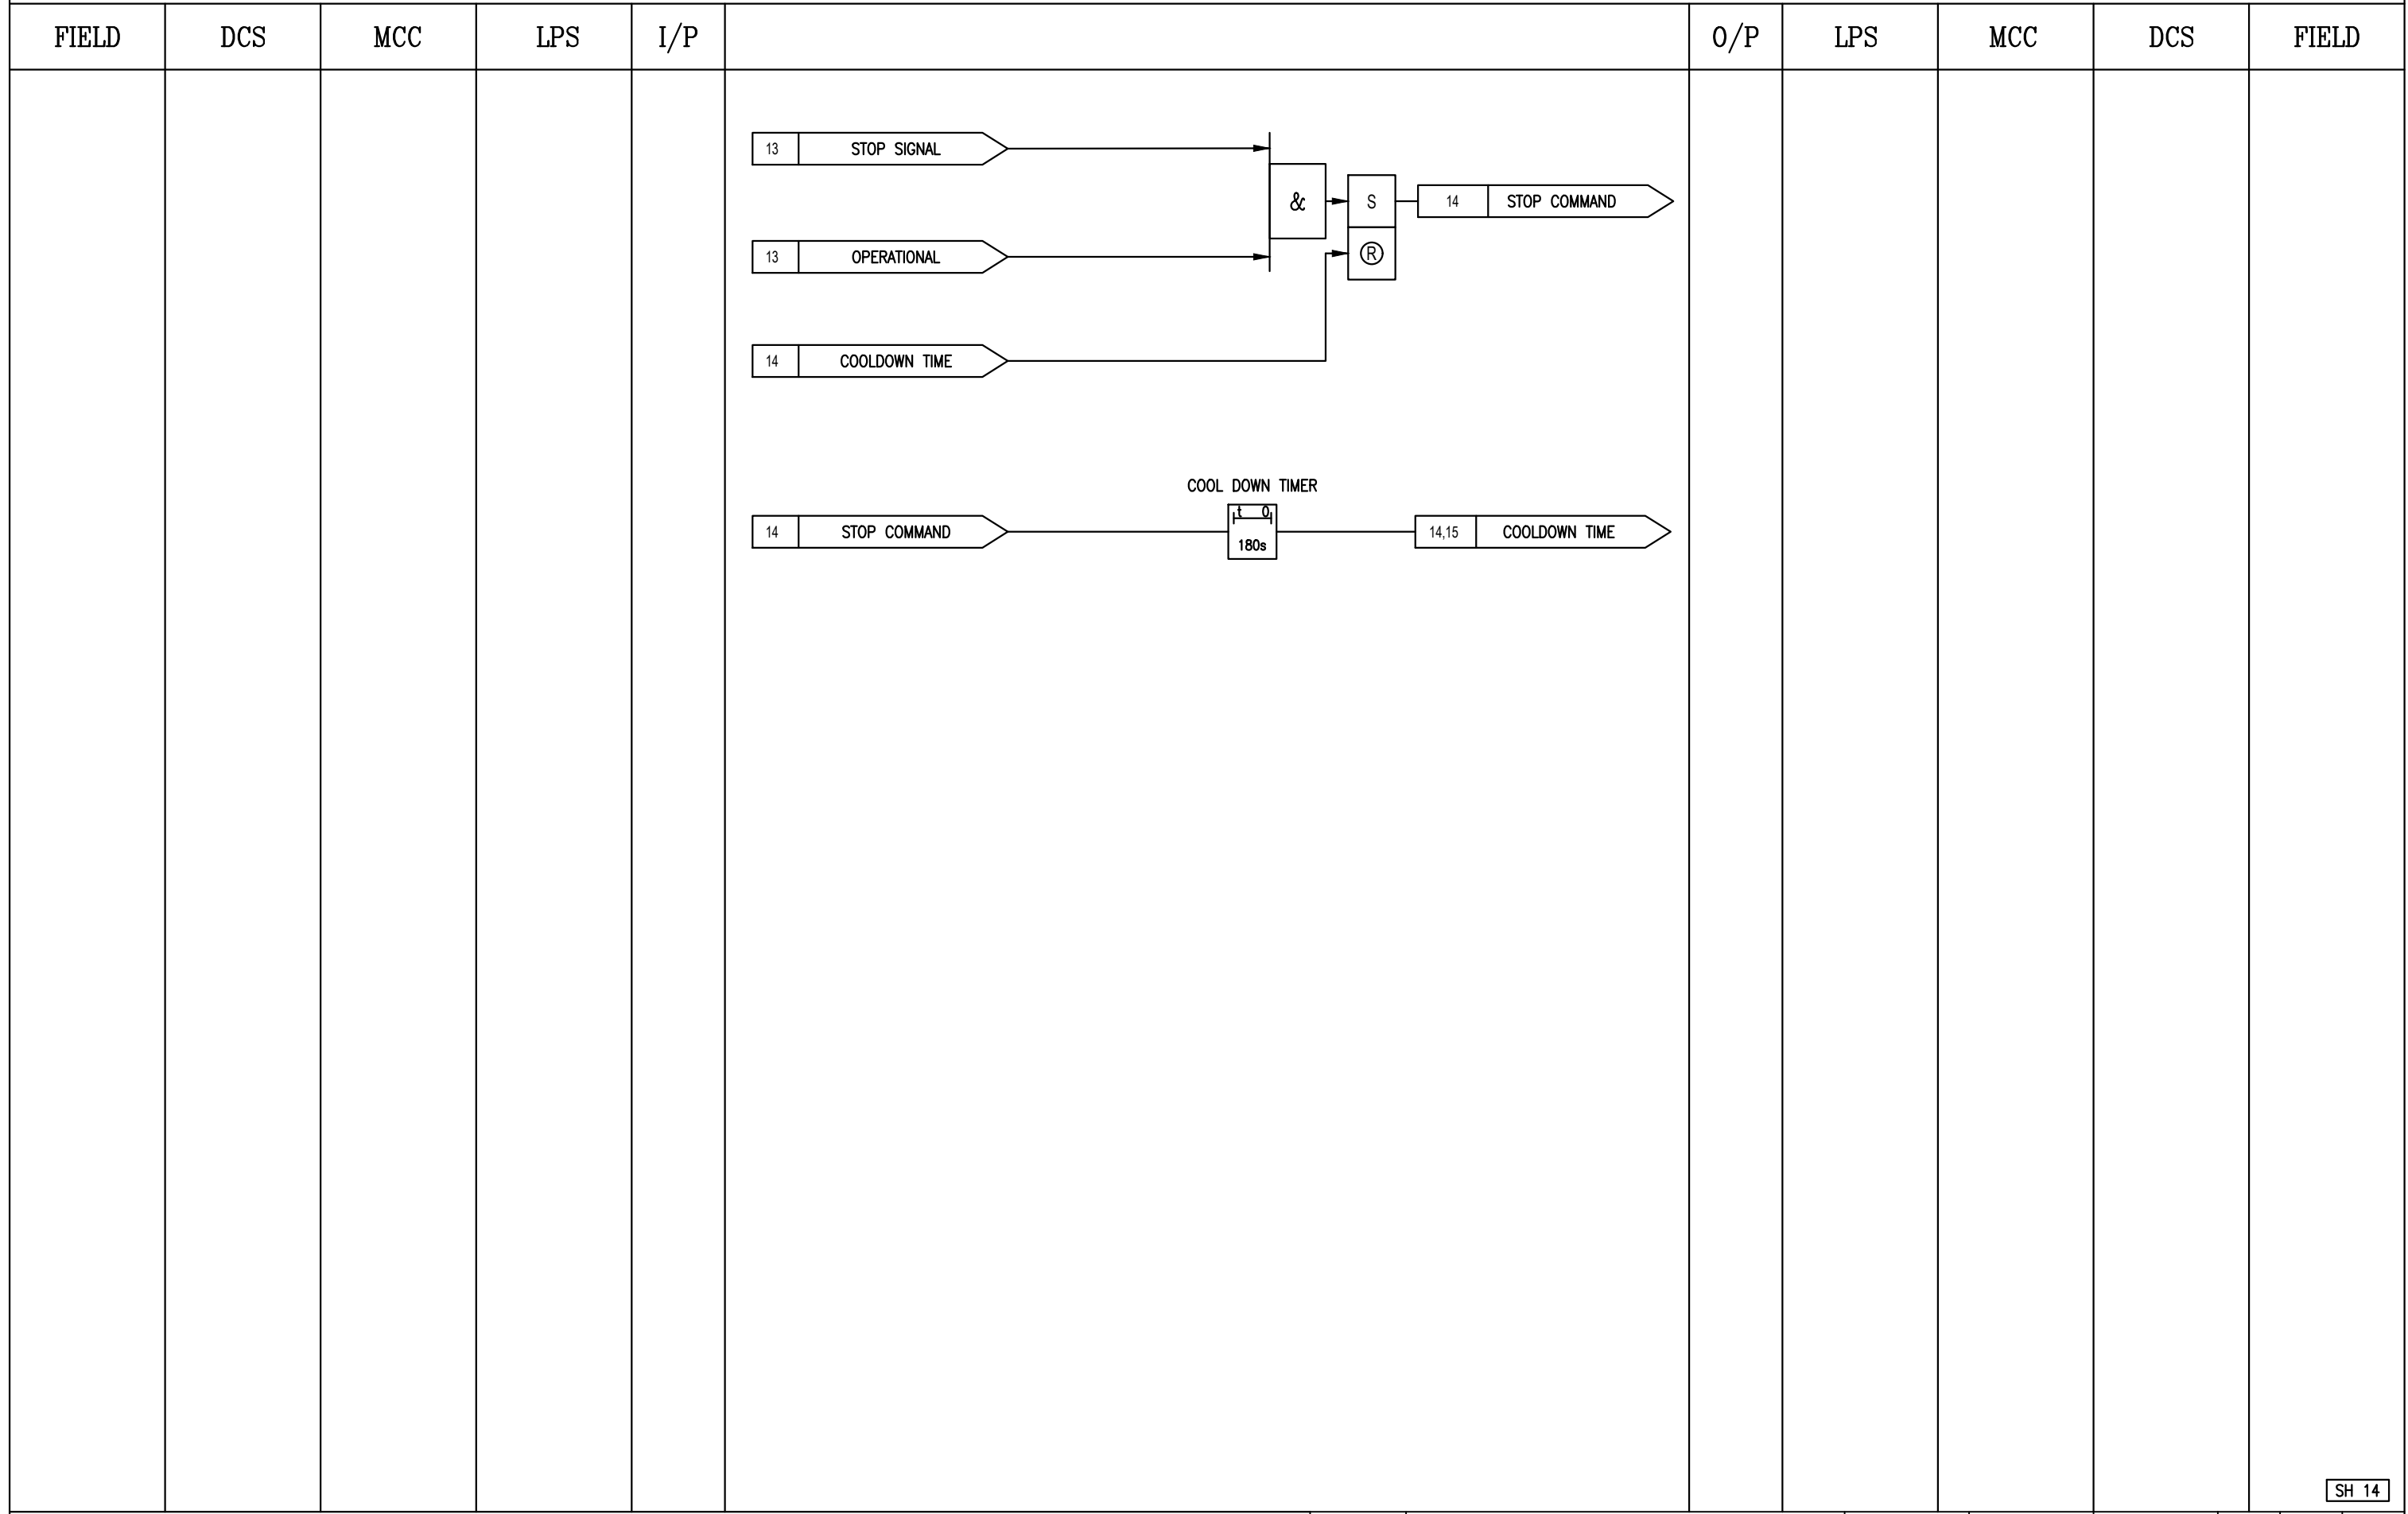 FIELD DCS MCC LPS I/P O/P LPS MCC DCS FIELD
13 STOP SIGNAL
& S 14 STOP COMMAND
13 OPERATIONAL
R
14 COOLDOWN TIME
COOL DOWN TIMER
t 0
14 STOP COMMAND 180s 14,15 COOLDOWN TIME
SH 14